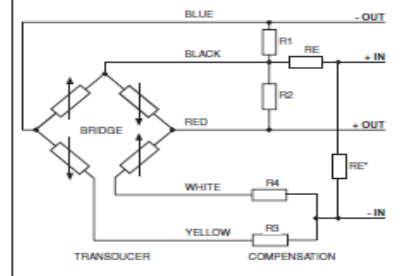 BLUE - OUT
R1
BLACK RE + IN
R2
BRIDGE RED + OUT
RE"
WHITE R4
- IN
YELLOW R3
TRANSDUCER COMPENSATION